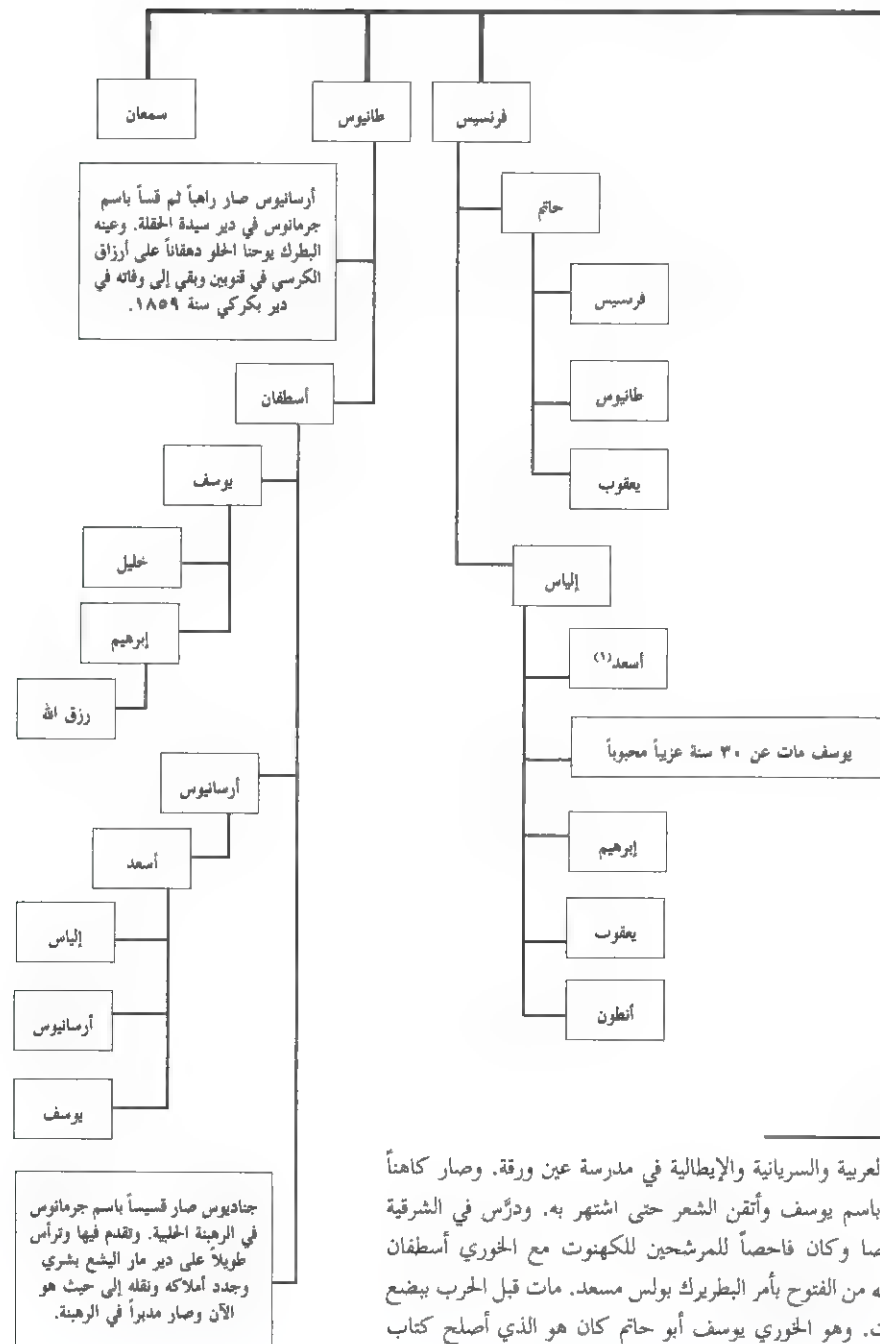 فرنسيس
طانيوس
سمعان
حاتم
فرنسيس
طانيوس
يعقوب
إلياس
أسعد(١)
يوسف مات عن ٣٠ سنة عزيباً محبوباً
إبرهيم
يعقوب
أنطون
أرسانيوس صار راهباً ثم قساً باسم
جرمانوس في دير سيدة الحقلة. وعينه
البطرك يوحنا الحلو دهقاناً على أرزاق
الكرسي في قنوبين وبقي إلى وفاته في
دير بكركي سنة ١٨٥٩.
أسطفان
يوسف
خليل
إبرهيم
رزق الله
أرسانيوس
أسعد
إلياس
أرسانيوس
يوسف
جناديوس صار قسيساً باسم جرمانوس
في الرهبنة الحلبية. وتقدم فيها وترأس
طويلاً على دير مار اليشع بشري
وجدد أملاكه ونقله إلى حيث هو
الآن وصار مدبراً في الرهبنة.
لعربية والسريانية والإيطالية في مدرسة عين ورقة. وصار كاهناً
باسم يوسف وأتقن الشعر حتى اشتهر به. ودرَّس في الشرقية
صا وكان فاحصاً للمرشحين للكهنوت مع الخوري أسطفان
ه من الفتوح بأمر البطريرك بولس مسعد. مات قبل الحرب ببضع
ت. وهو الخوري يوسف أبو حاتم كان هو الذي أصلح كتاب